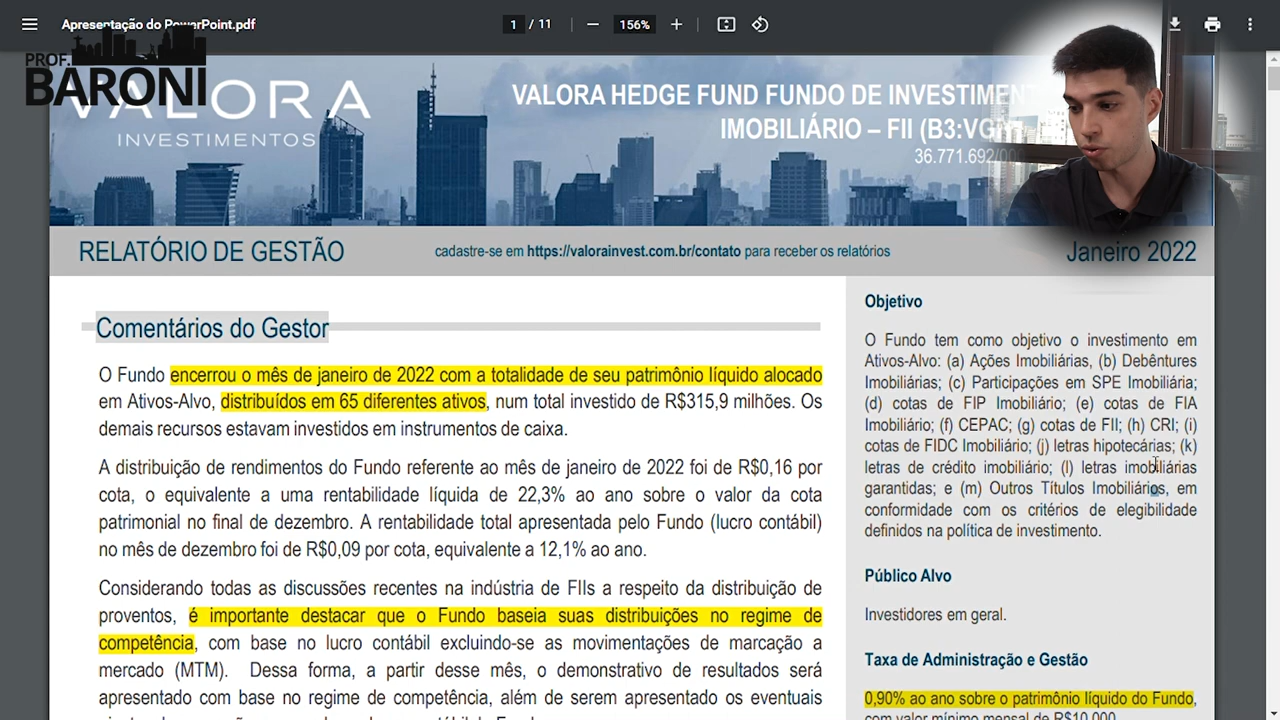 Apresentação do PowerPoint.pdf
1 / 11
156%
PROF.
BARONI
VALORA
INVESTIMENTOS
VALORA HEDGE FUND FUNDO DE
IMOBILIÁRIO – FII
RELATÓRIO DE GESTÃO
cadastre-se em https://valorainvest.com.br/contato para receber os relatórios
Janeiro 2022
Comentários do Gestor
O Fundo encerrou o mês de janeiro de 2022 com a totalidade de seu patrimônio líquido alocado
em Ativos-Alvo, distribuídos em 65 diferentes ativos, num total investido de R$315,9 milhões. Os
demais recursos estavam investidos em instrumentos de caixa.
A distribuição de rendimentos do Fundo referente ao mês de janeiro de 2022 foi de R$0,16 por
cota, o equivalente a uma rentabilidade líquida de 22,3% ao ano sobre o valor da cota
patrimonial no final de dezembro. A rentabilidade total apresentada pelo Fundo (lucro contábil)
no mês de dezembro foi de R$0,09 por cota, equivalente a 12,1% ao ano.
Considerando todas as discussões recentes na indústria de FIIs a respeito da distribuição de
proventos, é importante destacar que o Fundo baseia suas distribuições no regime de
competência, com base no lucro contábil excluindo-se as movimentações de marcação a
mercado (MTM). Dessa forma, a partir desse mês, o demonstrativo de resultados será
apresentado com base no regime de competência, além de serem apresentados os eventuais
Objetivo
O Fundo tem como objetivo o investimento em
Ativos-Alvo: (a) Ações Imobiliárias, (b) Debêntures
Imobiliárias; (c) Participações em SPE Imobiliária;
(d) cotas de FIP Imobiliário; (e) cotas de FIA
Imobiliário; (f) CEPAC; (g) cotas de FII; (h) CRI; (i)
cotas de FIDC Imobiliário; (j) letras hipotecárias; (k)
letras de crédito imobiliário; (l) letras imobiliárias
garantidas; e (m) Outros Títulos Imobiliários, em
conformidade com os critérios de elegibilidade
definidos na política de investimento.
Público Alvo
Investidores em geral.
Taxa de Administração e Gestão
0,90% ao ano sobre o patrimônio líquido do Fundo,
com valor mínimo mensal de R$10.000